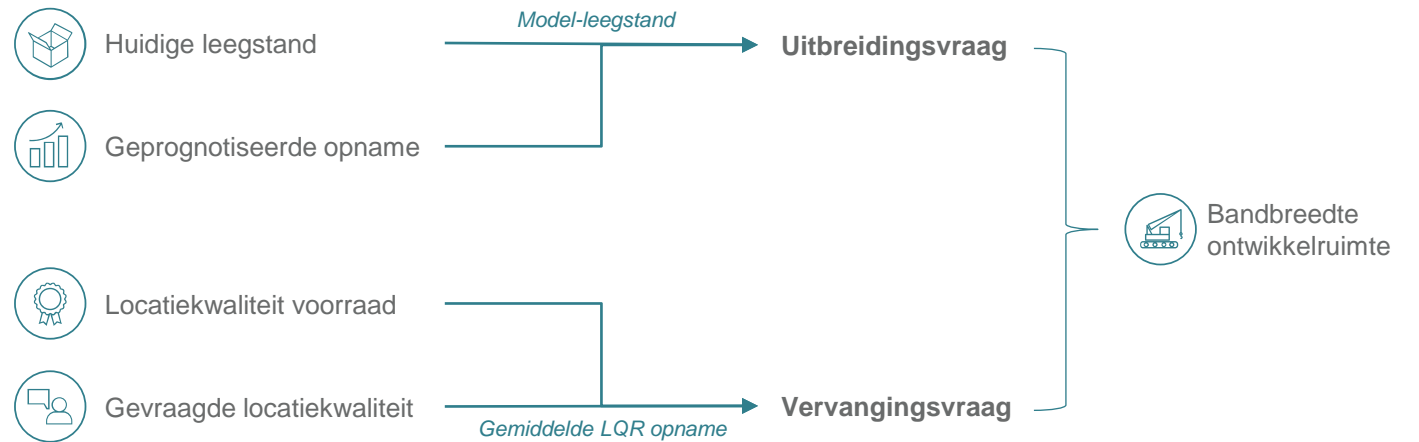 Model-leegstand
Huidige leegstand
Uitbreidingsvraag
Geprognotiseerde opname
Bandbreedte
ontwikkelruimte
Locatiekwaliteit voorraad
Gevraagde locatiekwaliteit
Vervangingsvraag
Gemiddelde LQR opname